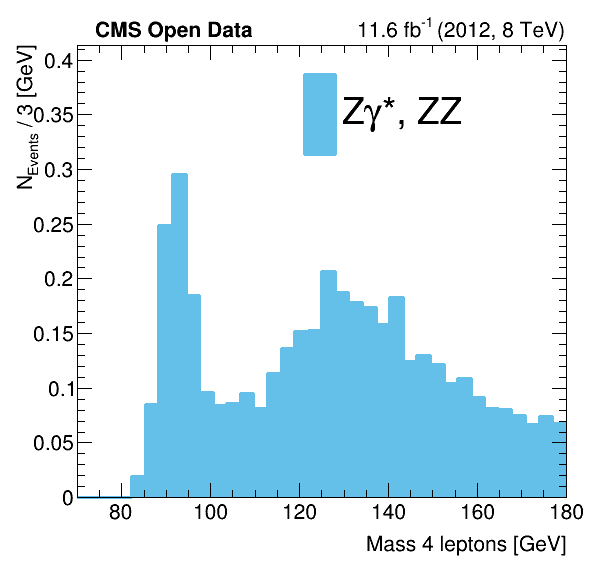 CMS Open Data
11.6 fb⁻¹ (2012, 8 TeV)
N_Events / 3 [GeV]
0.4
0.35
0.3
0.25
0.2
0.15
0.1
0.05
0
Zγ*, ZZ
80 100 120 140 160 180
Mass 4 leptons [GeV]